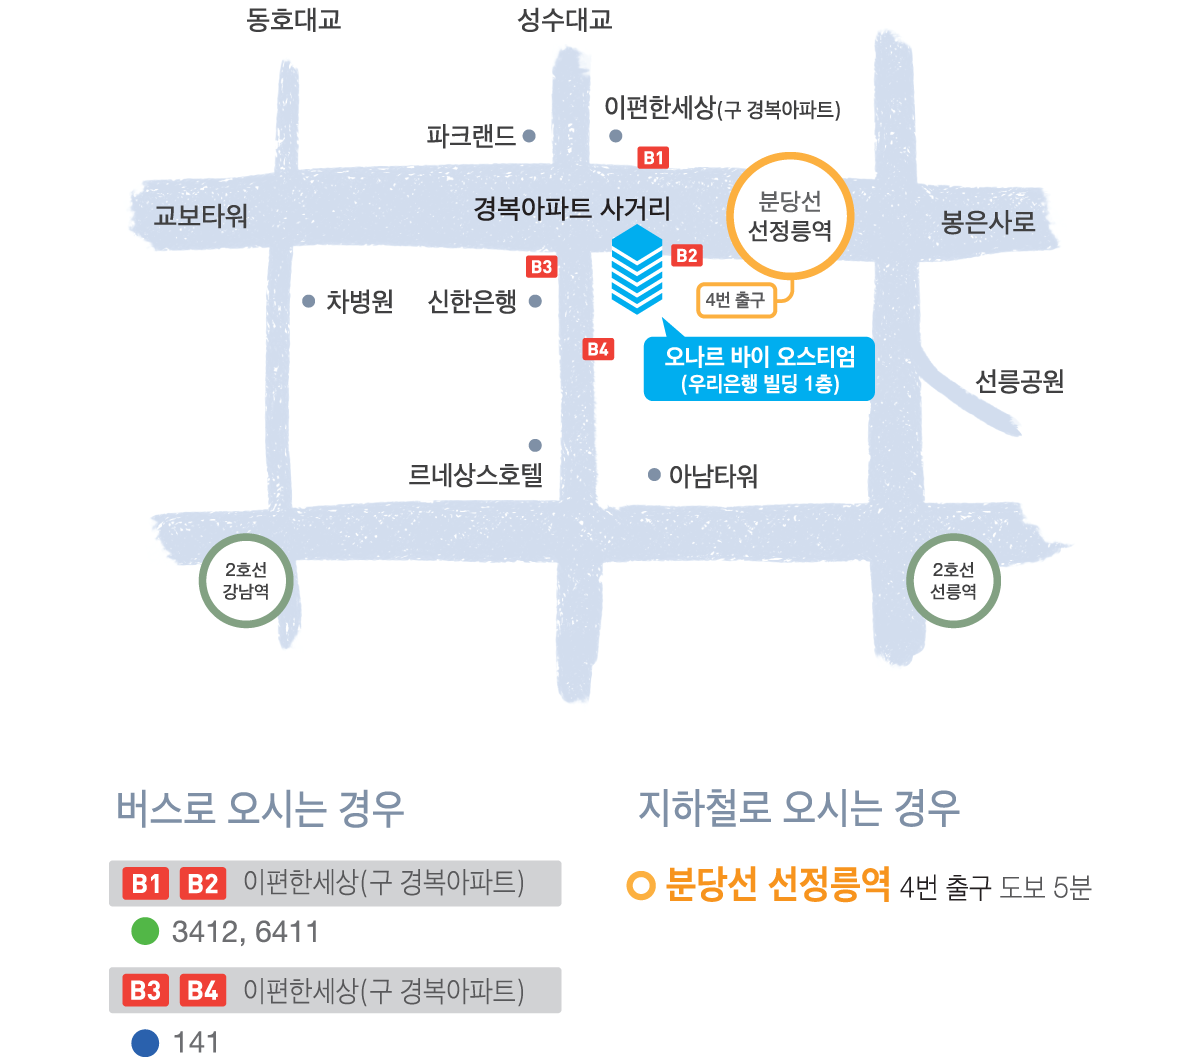 동호대교
성수대교
이편한세상(구 경복아파트)
파크랜드
B1
교보타워
경복아파트 사거리
분당선
선정릉역
봉은사로
B2
B3
차병원
신한은행
4번 출구
B4
오나르 바이 오스티엄
(우리은행 빌딩 1층)
선릉공원
르네상스호텔
아남타워
2호선
강남역
2호선
선릉역
버스로 오시는 경우
B1 B2 이편한세상(구 경복아파트)
3412, 6411
B3 B4 이편한세상(구 경복아파트)
141
지하철로 오시는 경우
분당선 선정릉역 4번 출구 도보 5분